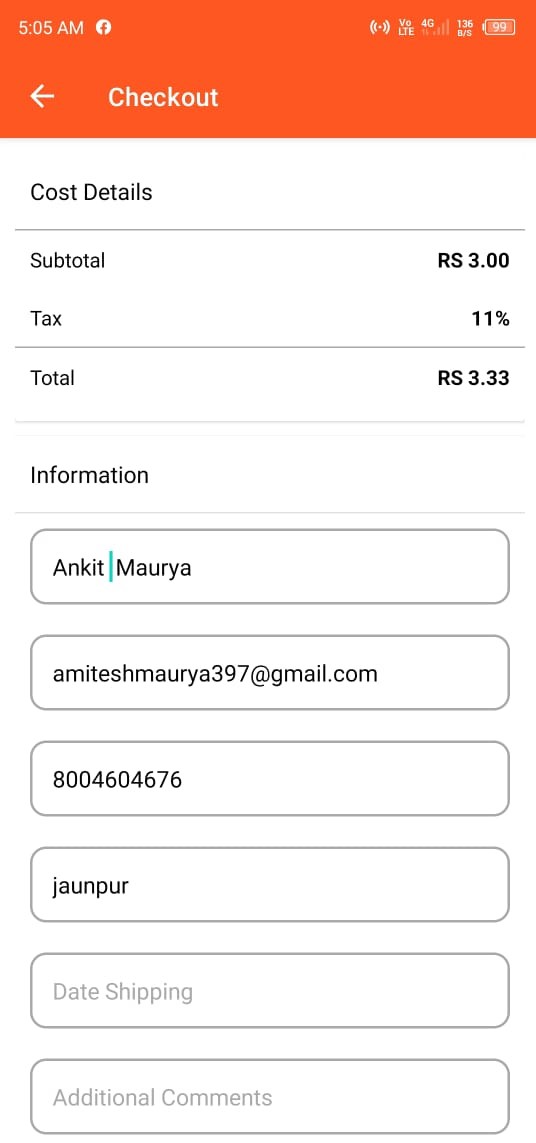 5:05 AM
Vo
LTE
4G
136
B/S
99
Checkout
Cost Details
Subtotal RS 3.00
Tax 11%
Total RS 3.33
Information
Ankit Maurya
amiteshmaurya397@gmail.com
8004604676
jaunpur
Date Shipping
Additional Comments